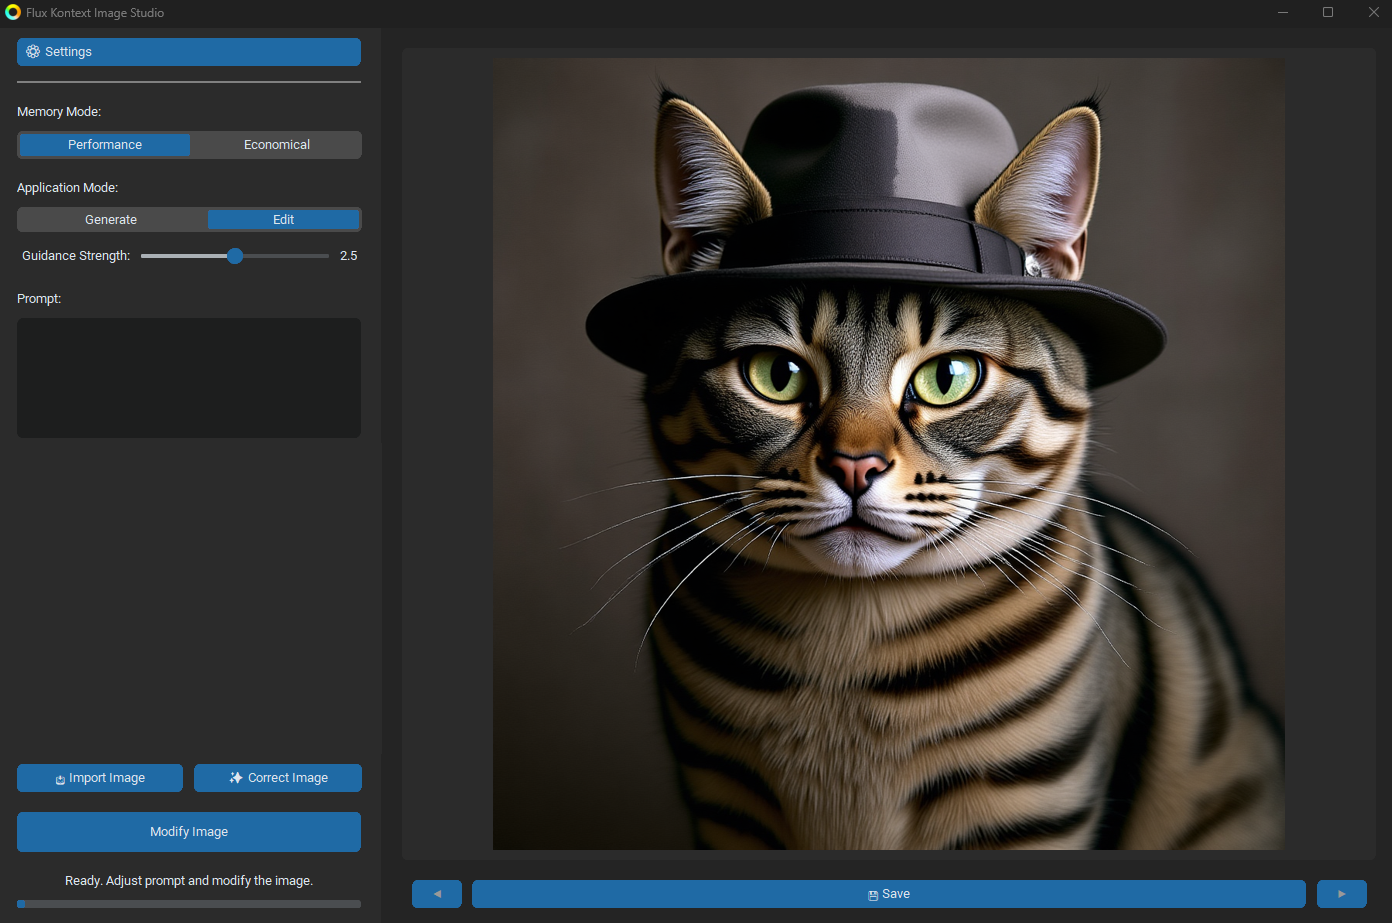 Flux Kontext Image Studio
Settings
Memory Mode:
Performance Economical
Application Mode:
Generate Edit
Guidance Strength: 2.5
Prompt:
Import Image Correct Image
Modify Image
Ready. Adjust prompt and modify the image.
Save